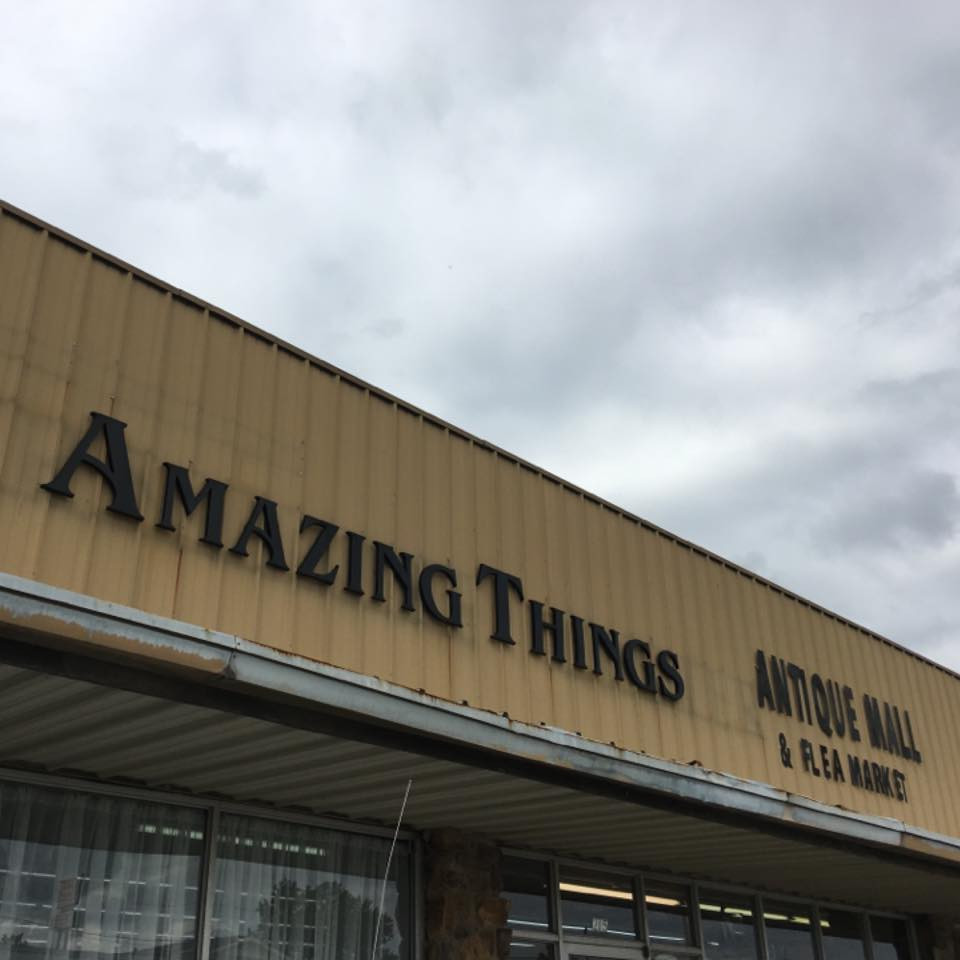 AMAZING THINGS
ANTIQUE MALL
& FLEA MARKET